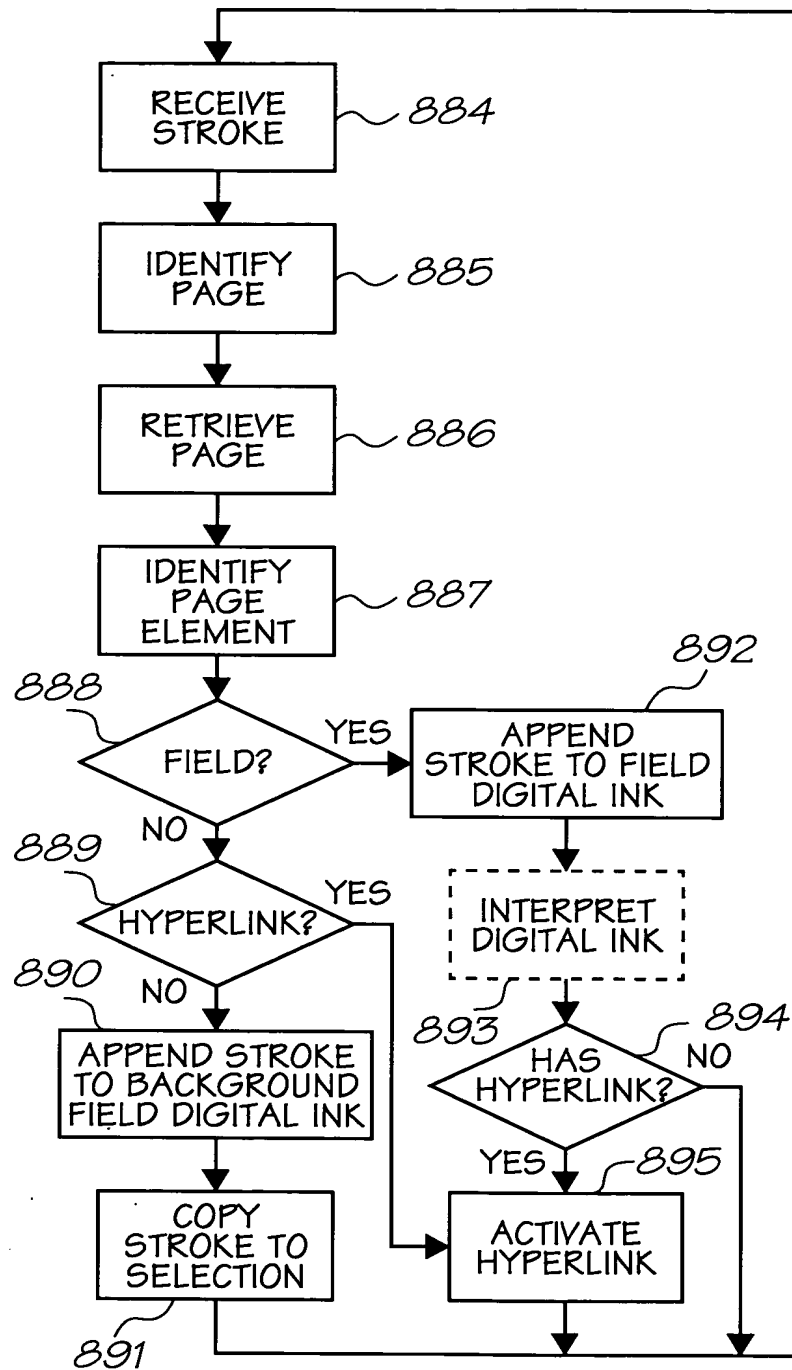 RECEIVE
STROKE
884
IDENTIFY
PAGE
885
RETRIEVE
PAGE
886
IDENTIFY
PAGE
ELEMENT
887
888
FIELD?
YES
NO
892
APPEND
STROKE TO FIELD
DIGITAL INK
889
HYPERLINK?
YES
NO
INTERPRET
DIGITAL INK
893
890
APPEND STROKE
TO BACKGROUND
FIELD DIGITAL INK
894
HAS
HYPERLINK?
NO
YES
895
COPY
STROKE TO
SELECTION
891
ACTIVATE
HYPERLINK